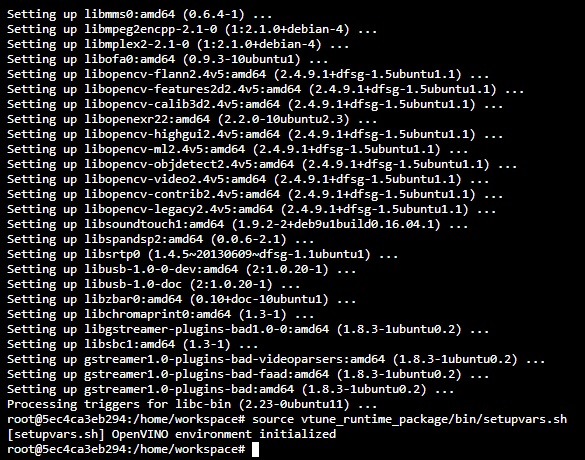 Setting up libmms0:amd64 (0.6.4-1) ...
Setting up libmpeg2encpp-2.1-0 (1:2.1.0+debian-4) ...
Setting up libmplex2-2.1-0 (1:2.1.0+debian-4) ...
Setting up libofa0:amd64 (0.9.3-10ubuntu1) ...
Setting up libopencv-flann2.4v5:amd64 (2.4.9.1+dfsg-1.5ubuntu1.1) ...
Setting up libopencv-features2d2.4v5:amd64 (2.4.9.1+dfsg-1.5ubuntu1.1) ...
Setting up libopencv-calib3d2.4v5:amd64 (2.4.9.1+dfsg-1.5ubuntu1.1) ...
Setting up libopenexr22:amd64 (2.2.0-10ubuntu2.3) ...
Setting up libopencv-highgui2.4v5:amd64 (2.4.9.1+dfsg-1.5ubuntu1.1) ...
Setting up libopencv-ml2.4v5:amd64 (2.4.9.1+dfsg-1.5ubuntu1.1) ...
Setting up libopencv-objdetect2.4v5:amd64 (2.4.9.1+dfsg-1.5ubuntu1.1) ...
Setting up libopencv-video2.4v5:amd64 (2.4.9.1+dfsg-1.5ubuntu1.1) ...
Setting up libopencv-contrib2.4v5:amd64 (2.4.9.1+dfsg-1.5ubuntu1.1) ...
Setting up libopencv-legacy2.4v5:amd64 (2.4.9.1+dfsg-1.5ubuntu1.1) ...
Setting up libsoundtouch1:amd64 (1.9.2-2+deb9u1build0.16.04.1) ...
Setting up libspandsp2:amd64 (0.0.6-2.1) ...
Setting up libsrtp0 (1.4.5~20130609~dfsg-1.1ubuntu1) ...
Setting up libusb-1.0-0-dev:amd64 (2:1.0.20-1) ...
Setting up libusb-1.0-doc (2:1.0.20-1) ...
Setting up libzbar0:amd64 (0.10+doc-10ubuntu1) ...
Setting up libchromaprint0:amd64 (1.3-1) ...
Setting up libgstreamer-plugins-bad1.0-0:amd64 (1.8.3-1ubuntu0.2) ...
Setting up libsbc1:amd64 (1.3-1) ...
Setting up gstreamer1.0-plugins-bad-videoparsers:amd64 (1.8.3-1ubuntu0.2) ...
Setting up gstreamer1.0-plugins-bad-faad:amd64 (1.8.3-1ubuntu0.2) ...
Setting up gstreamer1.0-plugins-bad:amd64 (1.8.3-1ubuntu0.2) ...
Processing triggers for libc-bin (2.23-0ubuntu11) ...
root@5ec4ca3eb294:/home/workspace# source vtune_runtime_package/bin/setupvars.sh
[setupvars.sh] OpenVINO environment initialized
root@5ec4ca3eb294:/home/workspace#